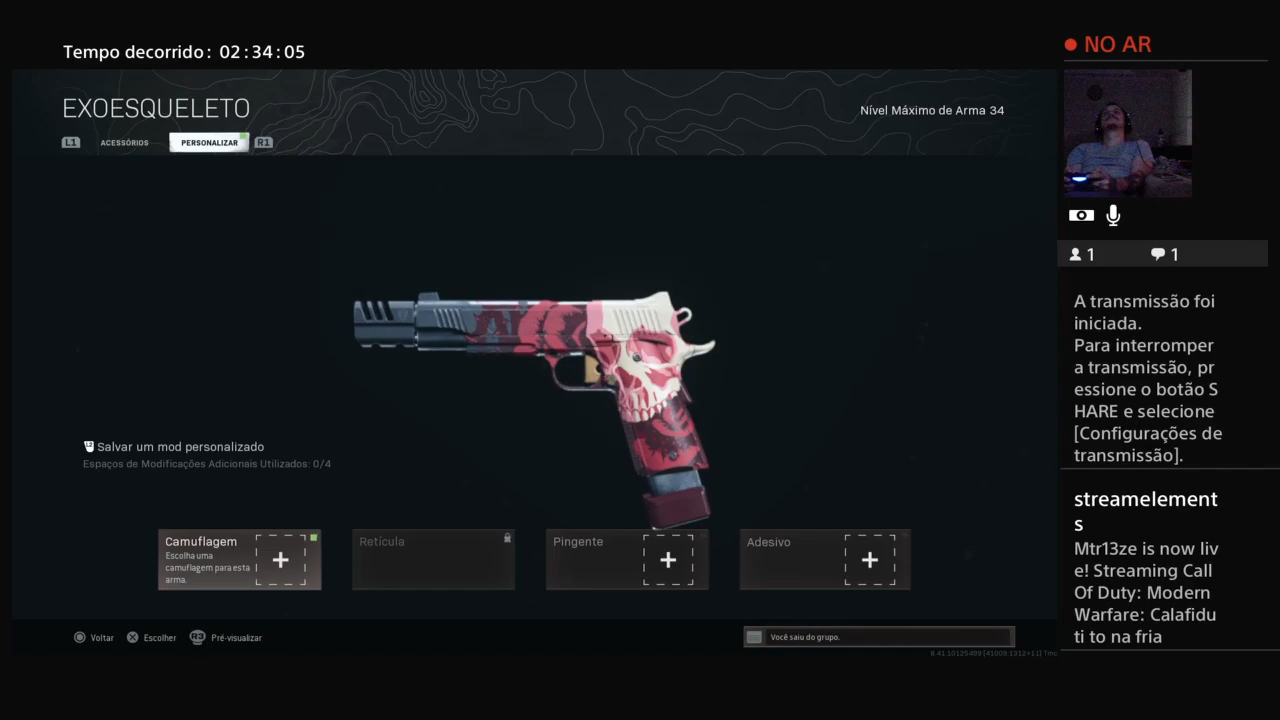 Tempo decorrido: 02:34:05
NO AR
EXOESQUELETO
Nível Máximo de Arma 34
L1 ACESSÓRIOS PERSONALIZAR R1
1 1
A transmissão foi
iniciada.
Para interromper
a transmissão, pr
essione o botão S
HARE e selecione
[Configurações de
transmissão].
Salvar um mod personalizado
Espaços de Modificações Adicionais Utilizados: 0/4
streamelement
s
Mtr13ze is now liv
e! Streaming Call
Of Duty: Modern
Warfare: Calafidu
ti to na fria
Camuflagem
Escolha uma
camuflagem para esta
arma.
Retícula
Pingente
Adesivo
Voltar Escolher R3 Pré-visualizar
Você saiu do grupo.